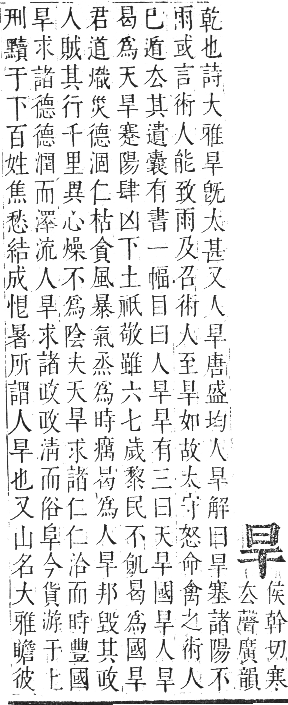 旱
侯幹切寒
厺聲廣韻
乾也詩大雅旱旣大甚又人旱唐盛均人旱解曰旱塞諸陽不
雨或言術人能致雨及召術人至旱如故太守怒命禽之術人
巳遁厺其遺囊有書一幅目曰人旱旱有三曰天旱國旱人旱
曷爲天旱蹇陽肆凶下土祇敬雖六七歲黎民不飢曷爲國旱
君道熾災德涸仁枯貪風暴氣烝爲時癘曷爲人旱邦毀其政
人賊其行千里異心燥不爲陰夫天旱求諸仁仁洽而時豐國
旱求諸德德潤而澤流人旱求諸政政淸而俗阜今貨游于上
刑黷于下百姓焦愁結成怛暑所謂人旱也又山名大雅瞻彼